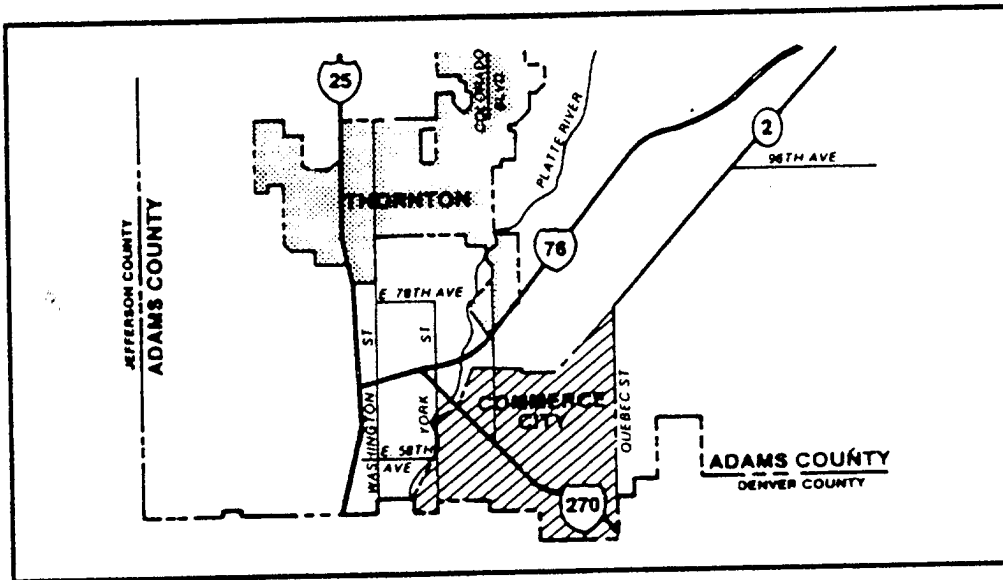 COLORADO
BLVD
25
PLATTE RIVER
2
96TH AVE
THORNTON
76
JEFFERSON COUNTY
ADAMS COUNTY
E. 78TH AVE
WASHINGTON ST
YORK ST
COMMERCE
CITY
QUEBEC ST
E. 58TH
AVE
ADAMS COUNTY
DENVER COUNTY
270